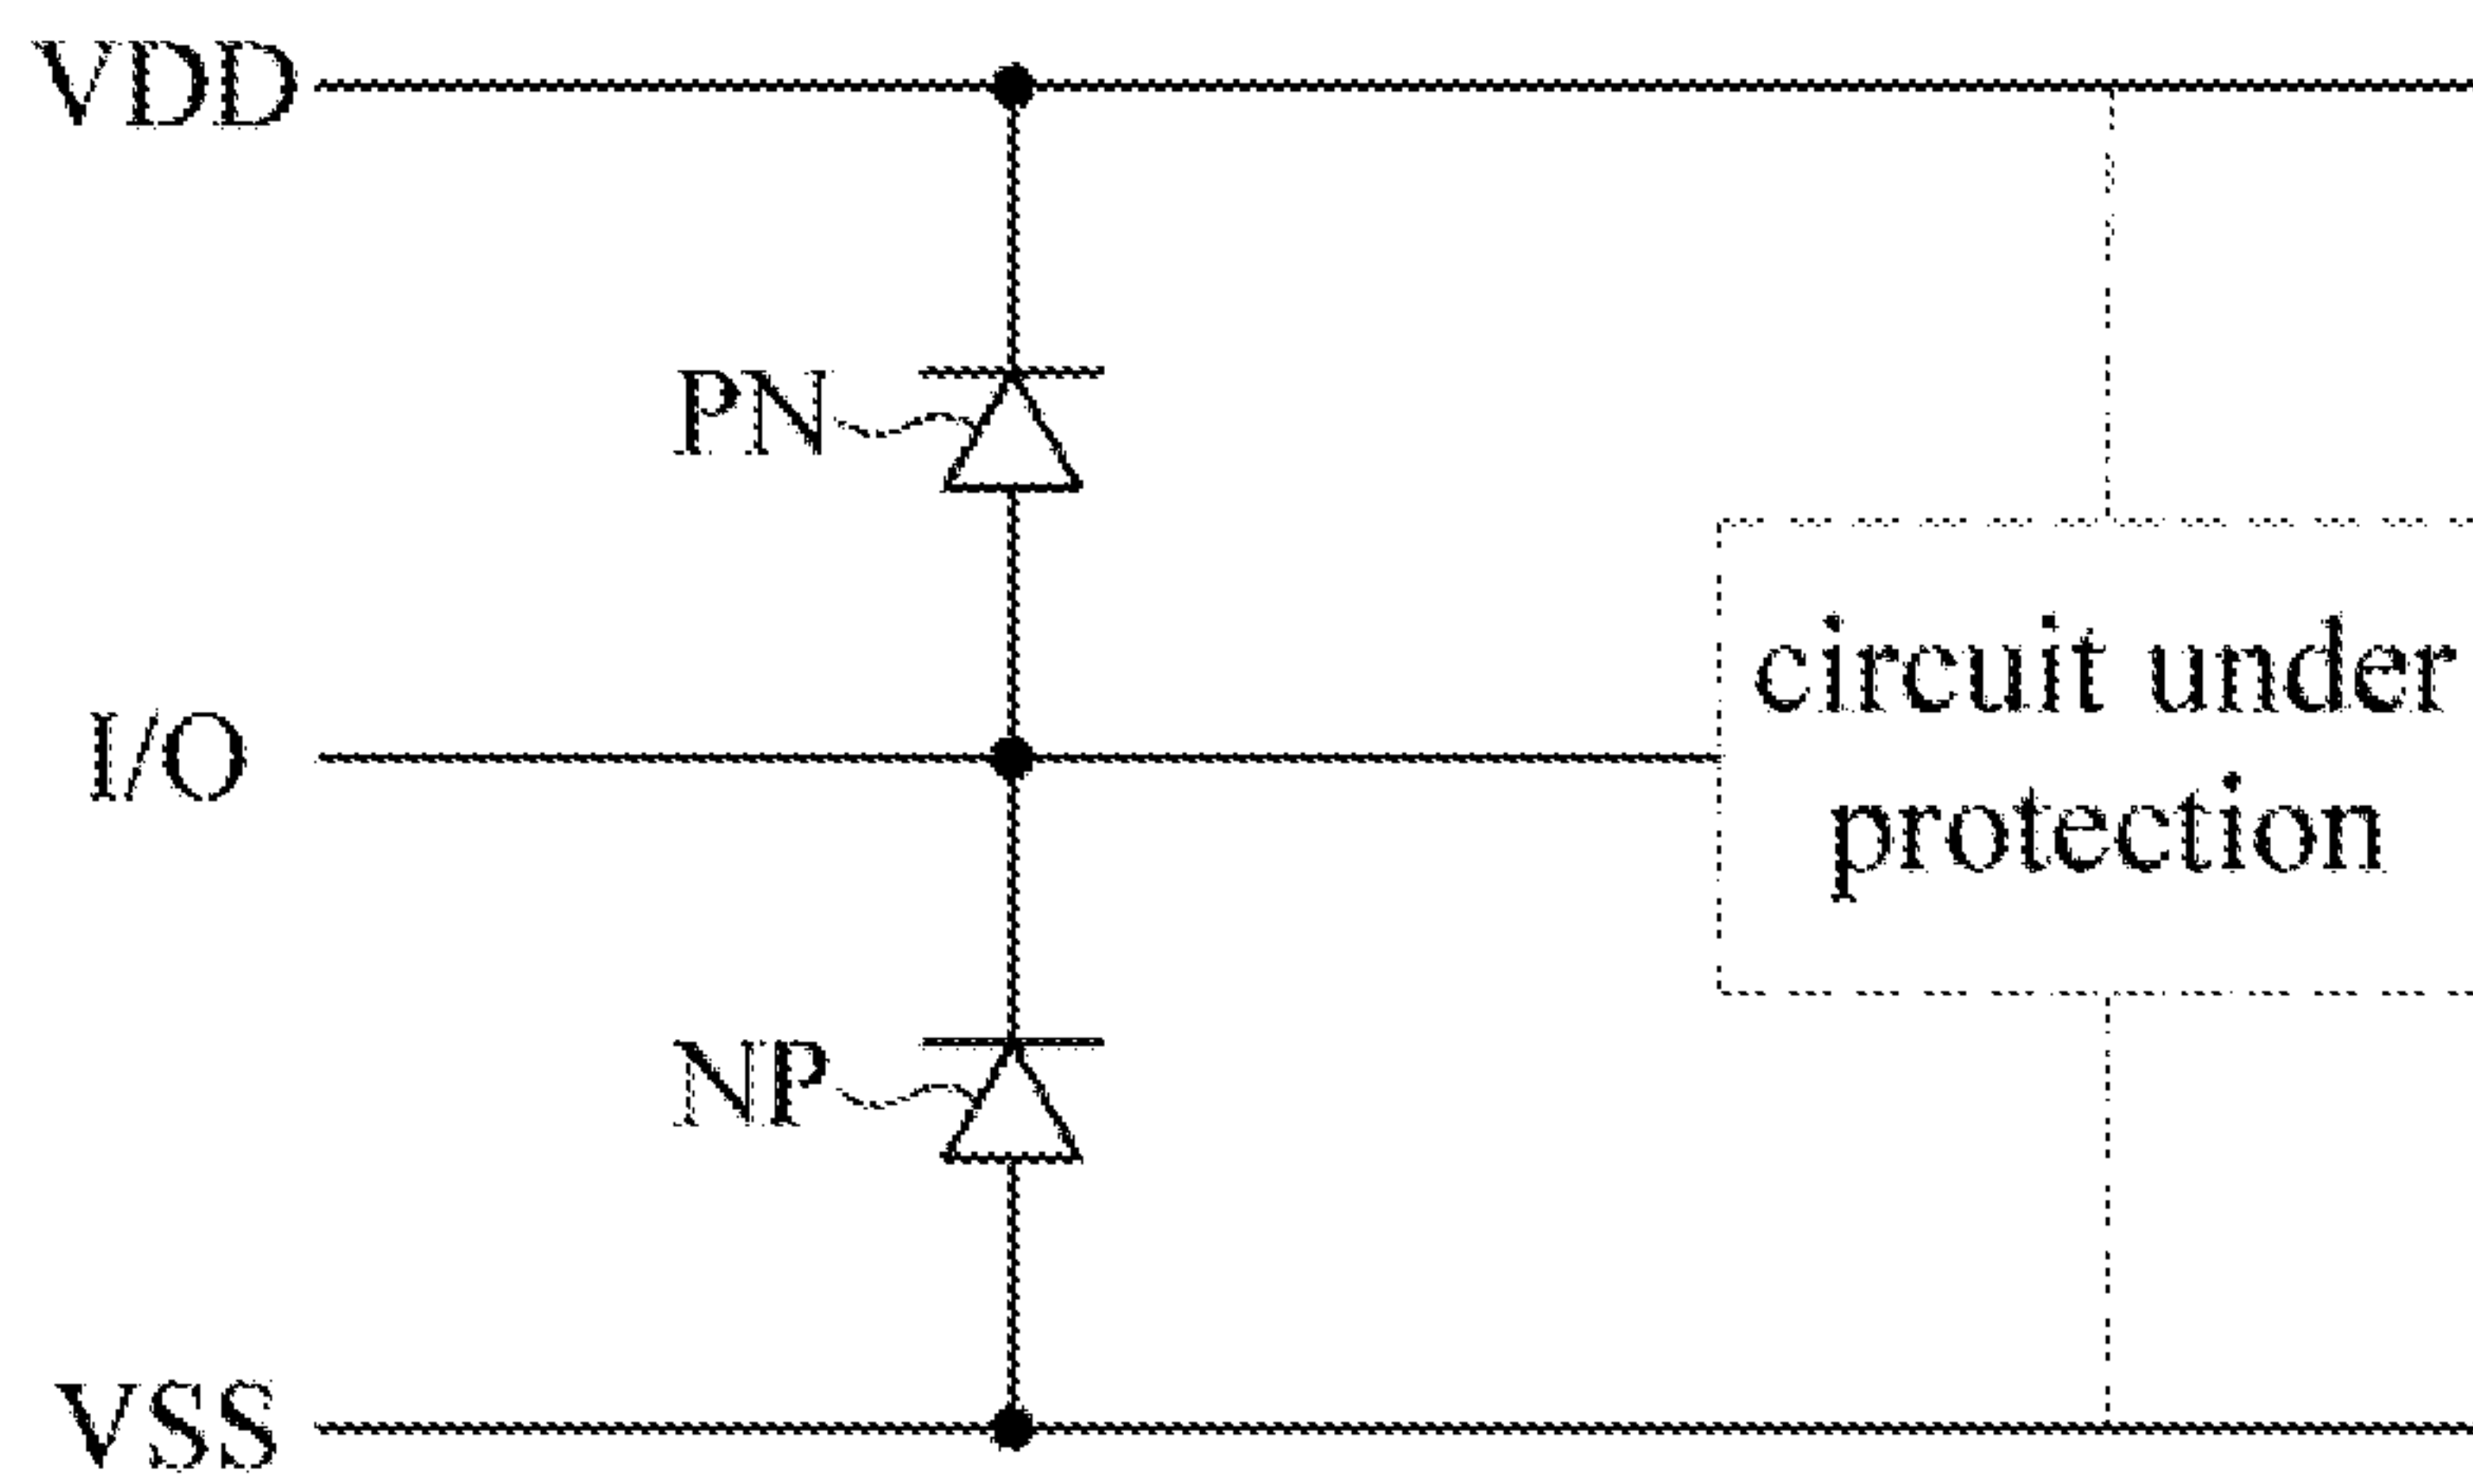 VDD
PN
circuit under
I/O
protection
NP
VSS